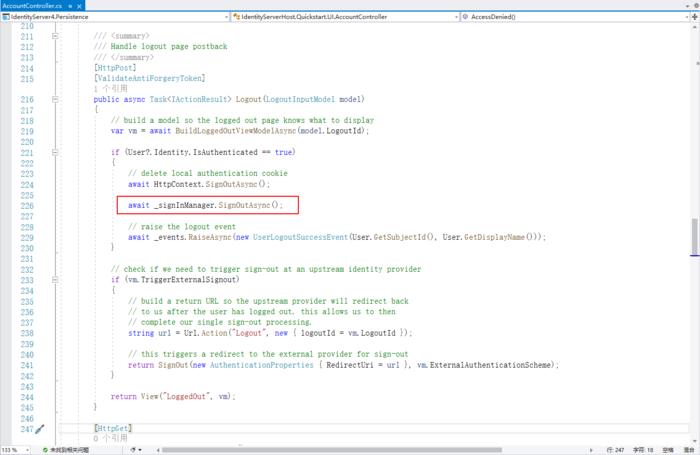 AccountController.cs
IdentityServer4.Persistence
IdentityServerHost.Quickstart.UI.AccountController
AccessDenied()
210
211 /// <summary>
212 /// Handle logout page postback
213 /// </summary>
214 [HttpPost]
215 [ValidateAntiForgeryToken]
1 个引用
216 public async Task<IActionResult> Logout(LogoutInputModel model)
217 {
218 // build a model so the logged out page knows what to display
219 var vm = await BuildLoggedOutViewModelAsync(model.LogoutId);
220
221 if (User?.Identity.IsAuthenticated == true)
222 {
223 // delete local authentication cookie
224 await HttpContext.SignOutAsync();
225
226 await _signInManager.SignOutAsync();
227
228 // raise the logout event
229 await _events.RaiseAsync(new UserLogoutSuccessEvent(User.GetSubjectId(), User.GetDisplayName()));
230 }
231
232 // check if we need to trigger sign-out at an upstream identity provider
233 if (vm.TriggerExternalSignout)
234 {
235 // build a return URL so the upstream provider will redirect back
236 // to us after the user has logged out. this allows us to then
237 // complete our single sign-out processing.
238 string url = Url.Action("Logout", new { logoutId = vm.LogoutId });
239
240 // this triggers a redirect to the external provider for sign-out
241 return SignOut(new AuthenticationProperties { RedirectUri = url }, vm.ExternalAuthenticationScheme);
242 }
243
244 return View("LoggedOut", vm);
245 }
246
247 [HttpGet]
0 个引用
133 % 未找到相关问题 行: 247 字符: 18 空格 混合